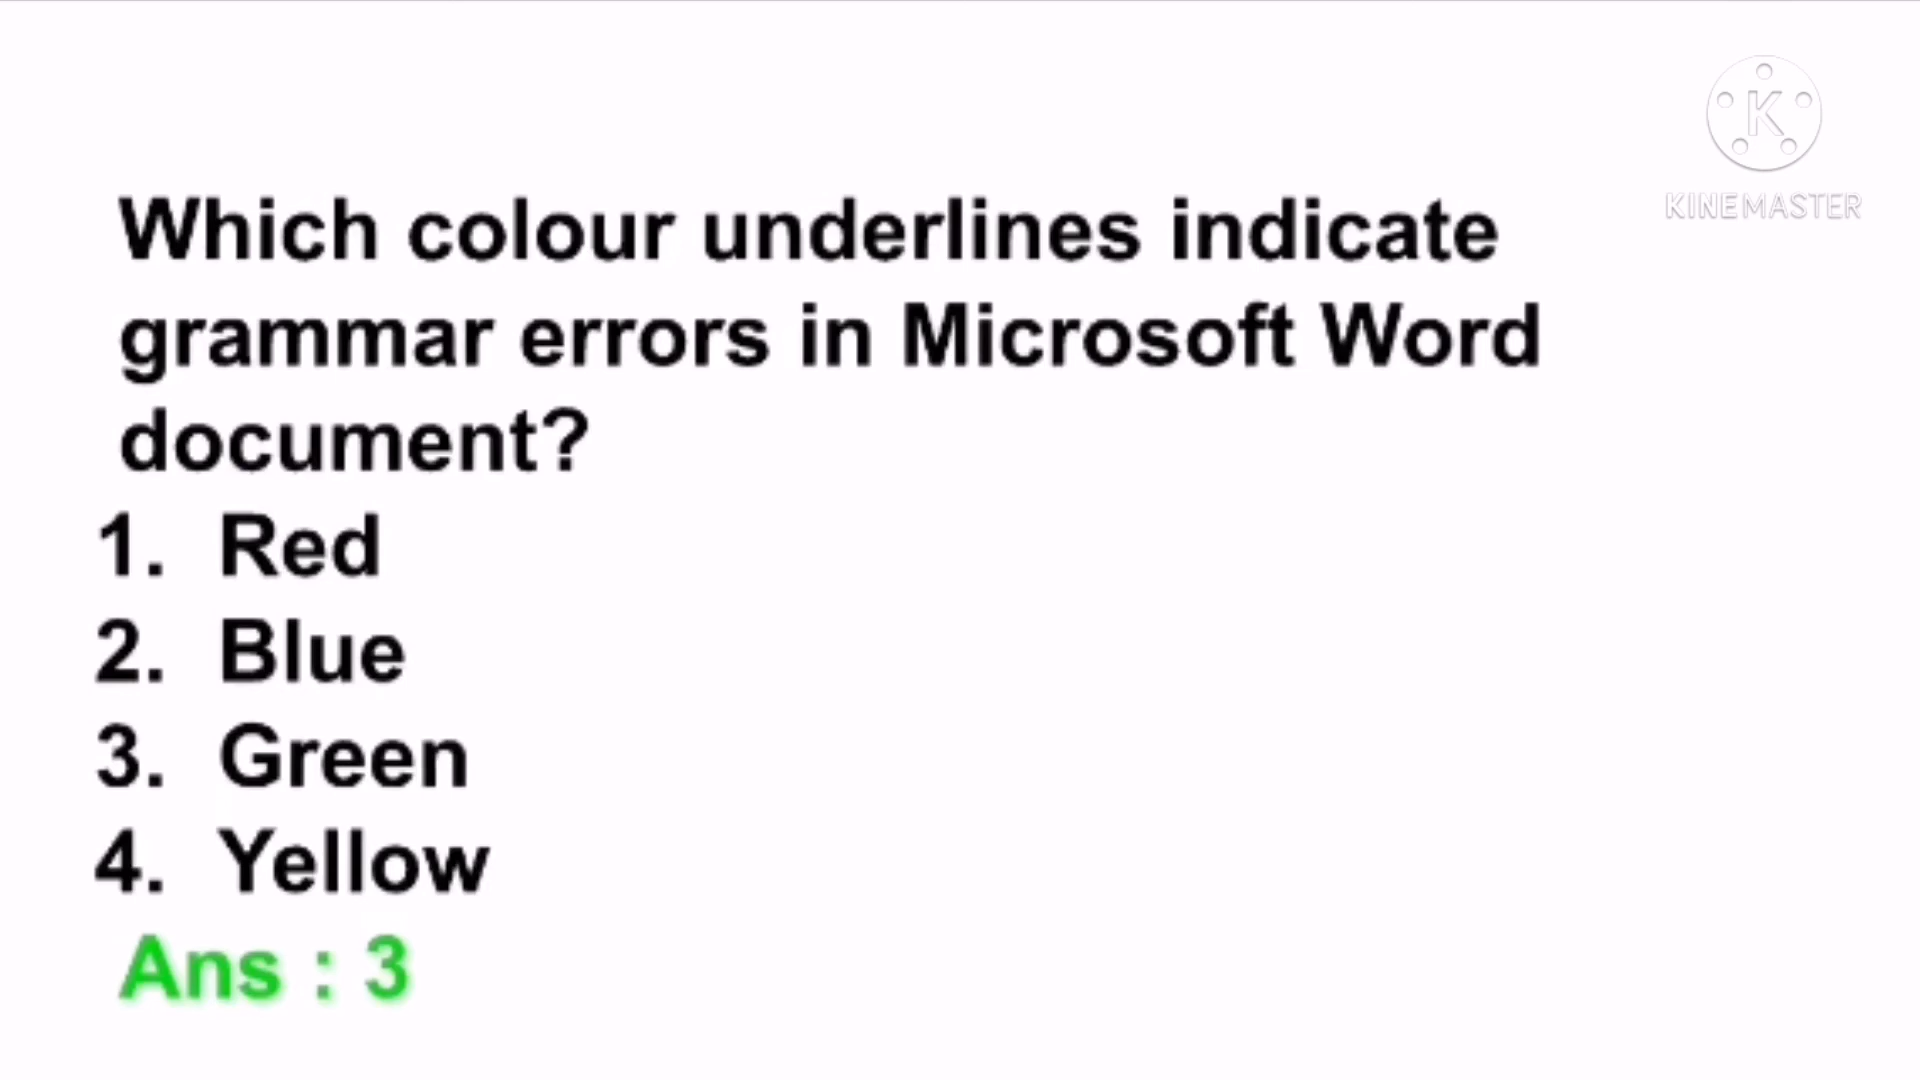 K
KINEMASTER
Which colour underlines indicate
grammar errors in Microsoft Word
document?
1. Red
2. Blue
3. Green
4. Yellow
Ans : 3